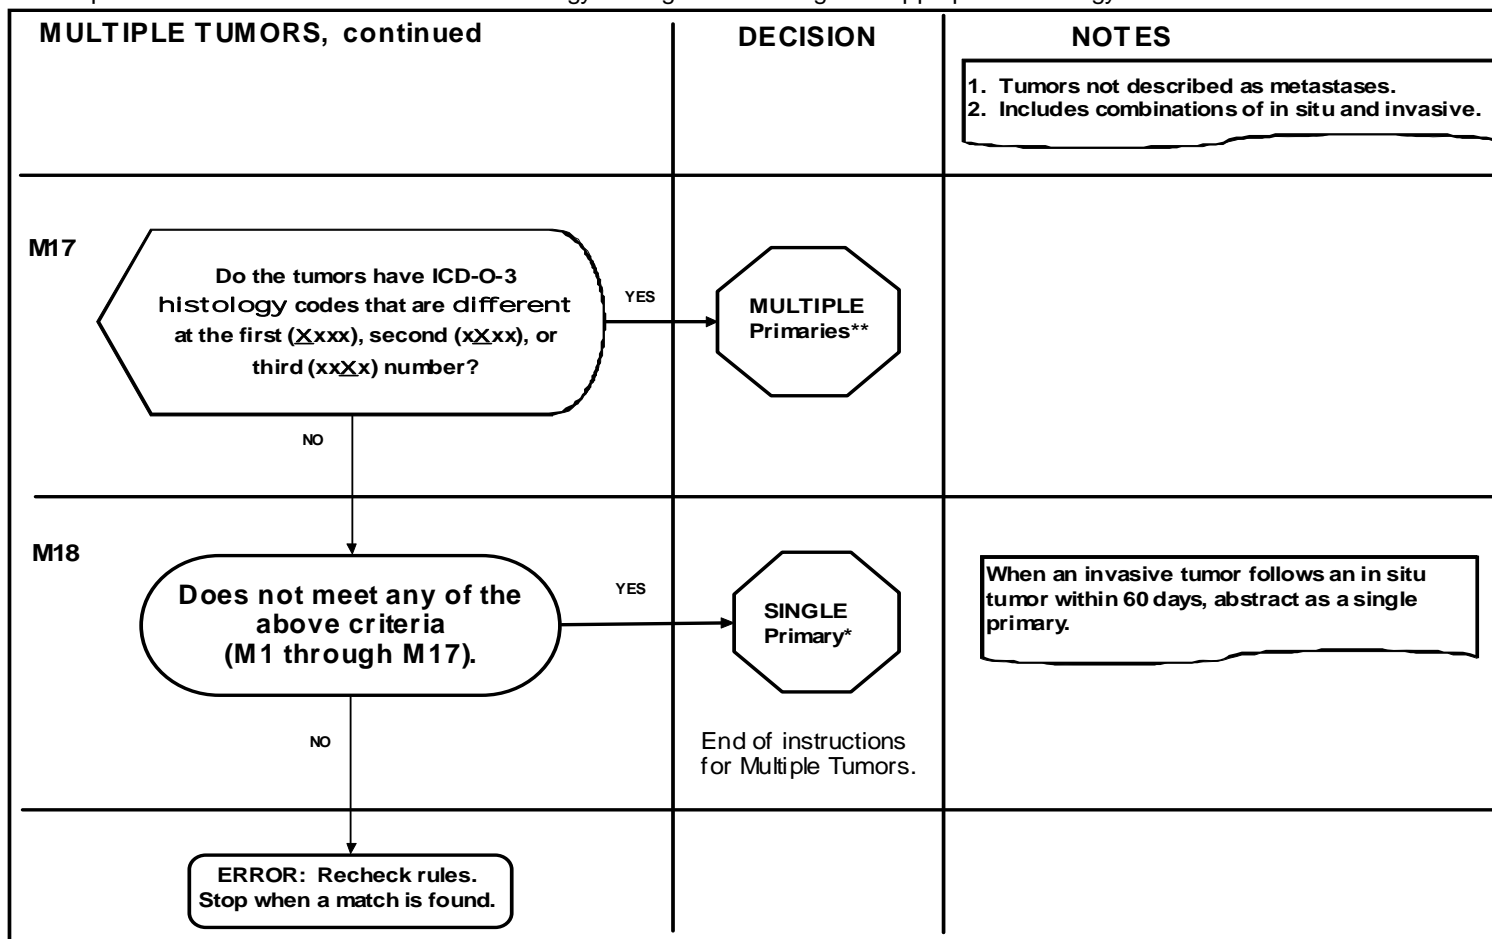 MULTIPLE TUMORS, continued
DECISION
NOTES
1. Tumors not described as metastases.
2. Includes combinations of in situ and invasive.
M17
Do the tumors have ICD-O-3
histology codes that are different
at the first (Xxxx), second (xXxx), or
third (xxXx) number?
YES
MULTIPLE
Primaries**
NO
M18
Does not meet any of the
above criteria
(M1 through M17).
YES
SINGLE
Primary*
When an invasive tumor follows an in situ
tumor within 60 days, abstract as a single
primary.
NO
End of instructions
for Multiple Tumors.
ERROR: Recheck rules.
Stop when a match is found.